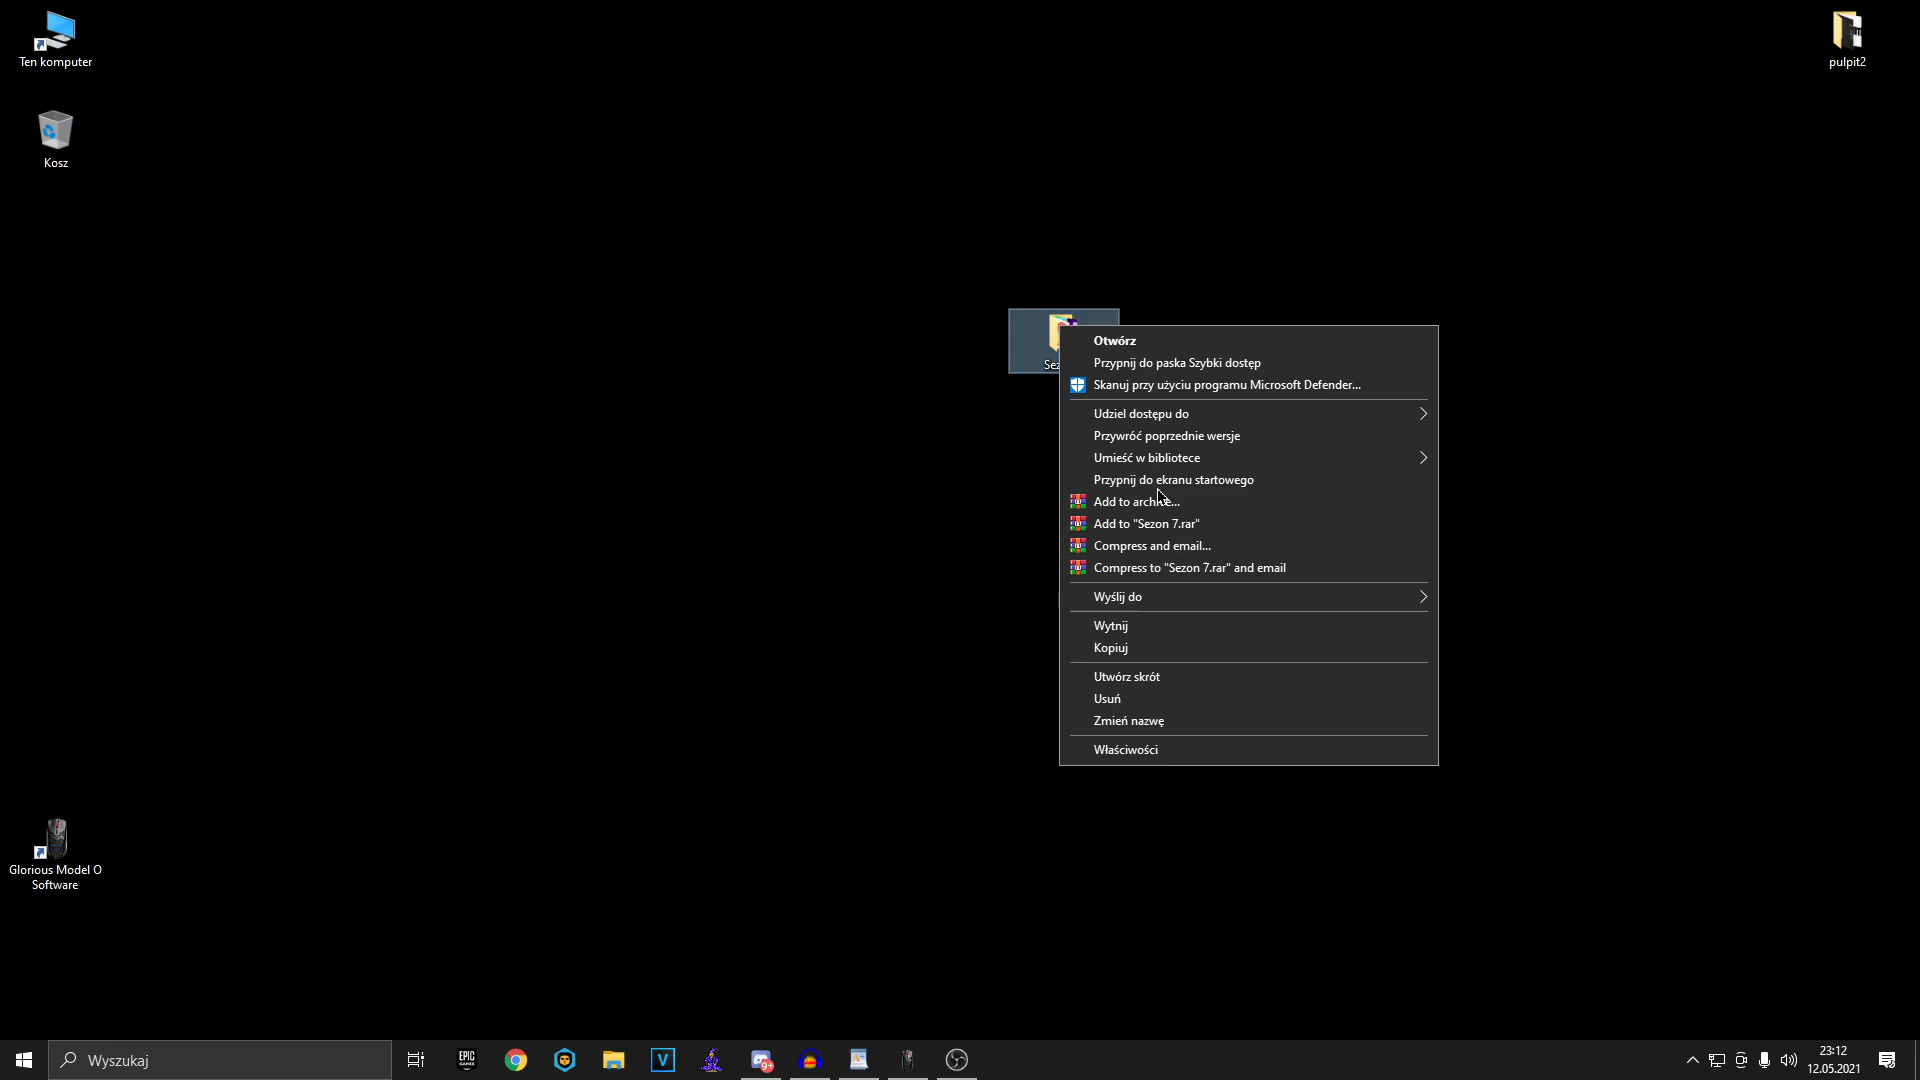 Ten komputer
pulpit2
Kosz
Otwórz
Przypnij do paska Szybki dostęp
Skanuj przy użyciu programu Microsoft Defender...
Udziel dostępu do
Przywróć poprzednie wersje
Umieść w bibliotece
Przypnij do ekranu startowego
Add to archive...
Add to "Sezon 7.rar"
Compress and email...
Compress to "Sezon 7.rar" and email
Wyślij do
Wytnij
Kopiuj
Utwórz skrót
Usuń
Zmień nazwę
Właściwości
Glorious Model O
Software
Wyszukaj
EPIC
GAMES
V
9+
23:12
12.05.2021